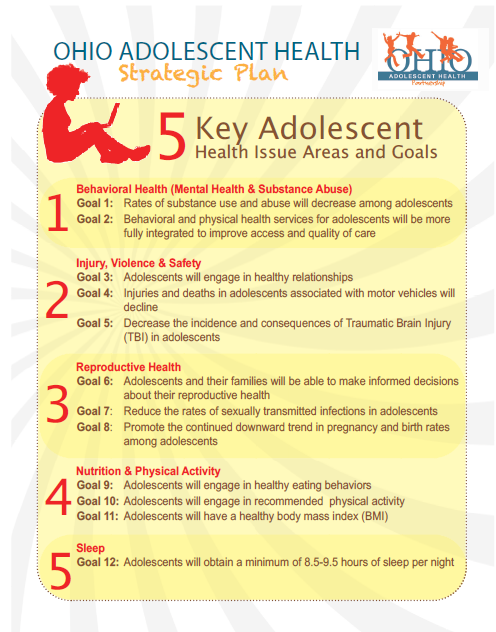 OHIO ADOLESCENT HEALTH
Strategic Plan
OHIO
ADOLESCENT HEALTH
Partnership
5 Key Adolescent
Health Issue Areas and Goals
1
Behavioral Health (Mental Health & Substance Abuse)
Goal 1: Rates of substance use and abuse will decrease among adolescents
Goal 2: Behavioral and physical health services for adolescents will be more
fully integrated to improve access and quality of care
2
Injury, Violence & Safety
Goal 3: Adolescents will engage in healthy relationships
Goal 4: Injuries and deaths in adolescents associated with motor vehicles will
decline
Goal 5: Decrease the incidence and consequences of Traumatic Brain Injury
(TBI) in adolescents
3
Reproductive Health
Goal 6: Adolescents and their families will be able to make informed decisions
about their reproductive health
Goal 7: Reduce the rates of sexually transmitted infections in adolescents
Goal 8: Promote the continued downward trend in pregnancy and birth rates
among adolescents
4
Nutrition & Physical Activity
Goal 9: Adolescents will engage in healthy eating behaviors
Goal 10: Adolescents will engage in recommended physical activity
Goal 11: Adolescents will have a healthy body mass index (BMI)
5
Sleep
Goal 12: Adolescents will obtain a minimum of 8.5-9.5 hours of sleep per night